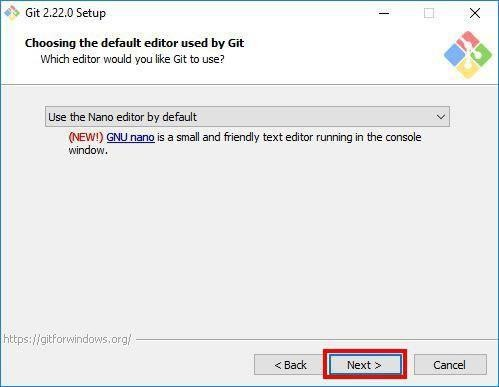 Git 2.22.0 Setup
Choosing the default editor used by Git
Which editor would you like Git to use?
Use the Nano editor by default
(NEW!) GNU nano is a small and friendly text editor running in the console
window.
https://gitforwindows.org/
< Back
Next >
Cancel